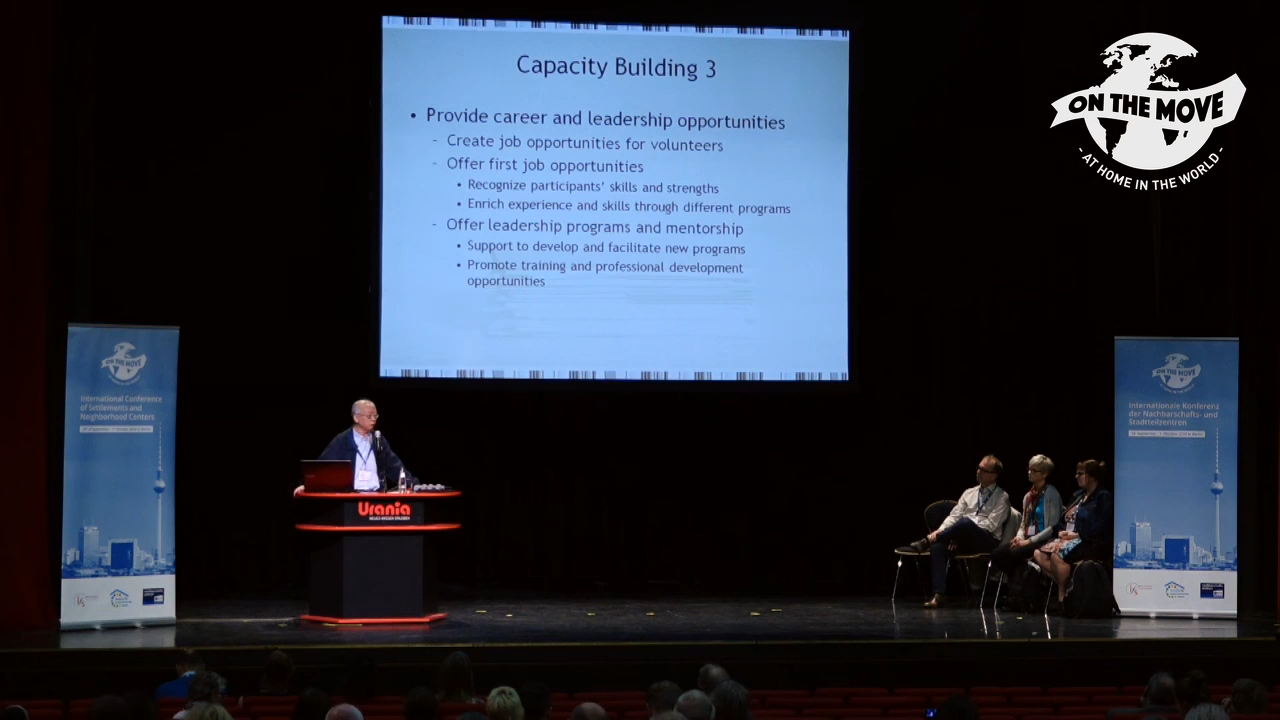 Capacity Building 3
• Provide career and leadership opportunities
- Create job opportunities for volunteers
- Offer first job opportunities
• Recognize participants' skills and strengths
• Enrich experience and skills through different programs
- Offer leadership programs and mentorship
• Support to develop and facilitate new programs
• Promote training and professional development
opportunities
ON THE MOVE
- AT HOME IN THE WORLD -
ON THE MOVE
International Conference
of Settlements and
Neighborhood Centers
Urania
ON THE MOVE
Internationale Konferenz
der Nachbarschafts- und
Stadtteilzentren